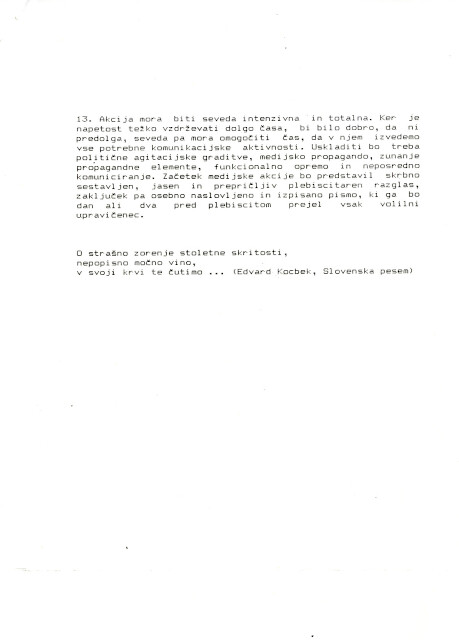 13. Akcija mora biti seveda intenzivna in totalna. Ker je
napetost težko vzdrževati dolgo časa, bi bilo dobro, da ni
predolga, seveda pa mora omogočiti čas, da v njem izvedemo
vse potrebne komunikacijske aktivnosti. Uskladiti bo treba
politične agitacijske graditve, medijsko propagando, zunanje
propagandne elemente, funkcionalno opremo in neposredno
komuniciranje. Začetek medijske akcije bo predstavil skrbno
sestavljen, jasen in prepričljiv plebiscitaren razglas,
zaključek pa osebno naslovljeno in izpisano pismo, ki ga bo
dan ali dva pred plebiscitom prejel vsak volilni
upravičenec.
O strašno zorenje stoletne skritosti,
nepopisno močno vino,
v svoji krvi te čutimo ... (Edvard Kocbek, Slovenska pesem)